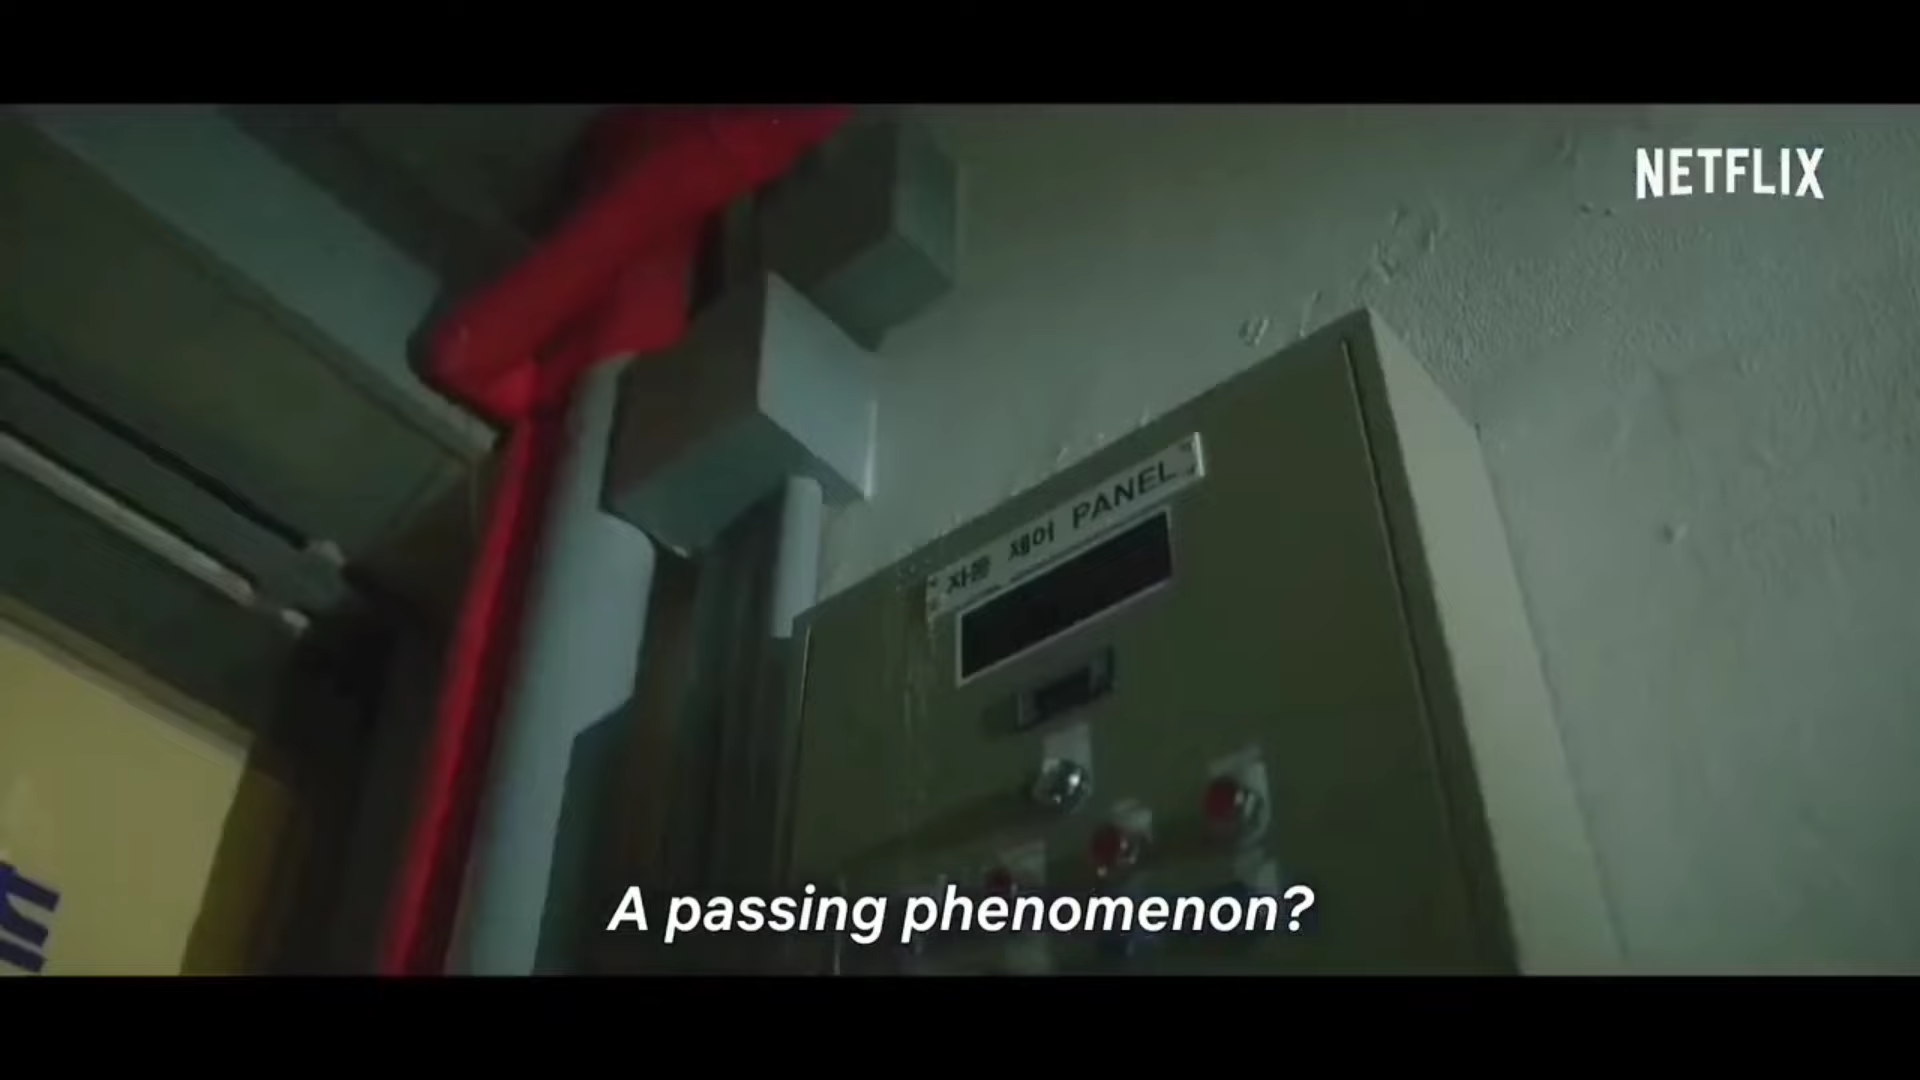 NETFLIX
자동 제어 PANEL
A passing phenomenon?